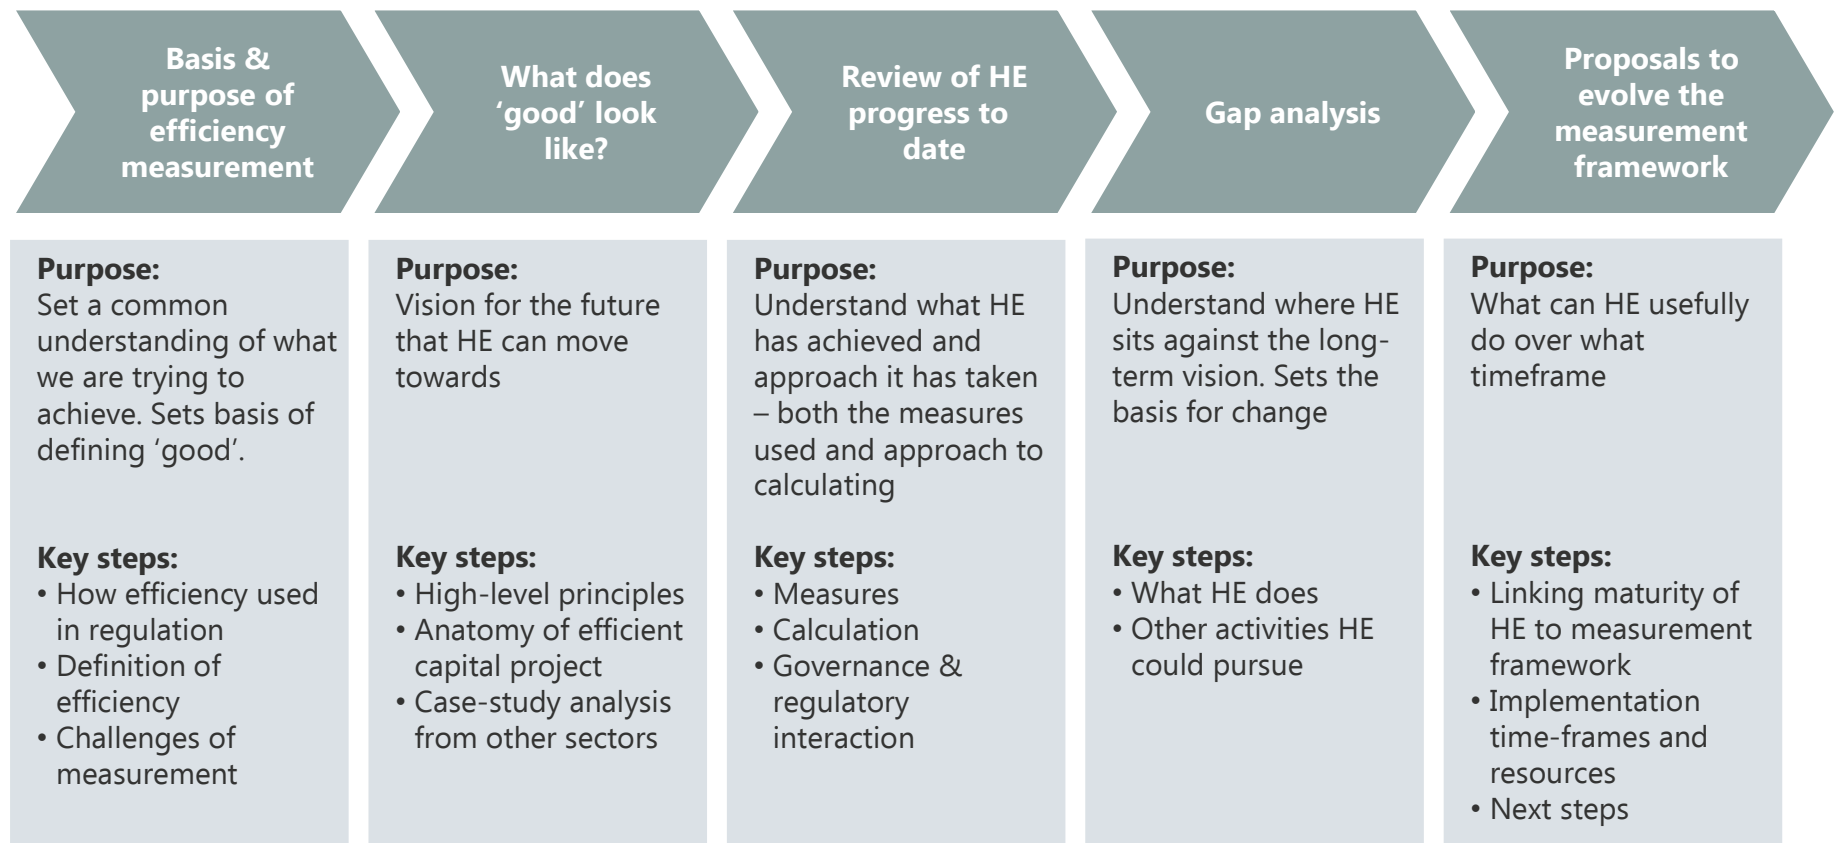 Basis &
purpose of
efficiency
measurement
What does
‘good’ look
like?
Review of HE
progress to
date
Gap analysis
Proposals to
evolve the
measurement
framework
Purpose:
Set a common
understanding of what
we are trying to
achieve. Sets basis of
defining ‘good’.
Key steps:
• How efficiency used
in regulation
• Definition of
efficiency
• Challenges of
measurement
Purpose:
Vision for the future
that HE can move
towards
Key steps:
• High-level principles
• Anatomy of efficient
capital project
• Case-study analysis
from other sectors
Purpose:
Understand what HE
has achieved and
approach it has taken
– both the measures
used and approach to
calculating
Key steps:
• Measures
• Calculation
• Governance &
regulatory
interaction
Purpose:
Understand where HE
sits against the long-
term vision. Sets the
basis for change
Key steps:
• What HE does
• Other activities HE
could pursue
Purpose:
What can HE usefully
do over what
timeframe
Key steps:
• Linking maturity of
HE to measurement
framework
• Implementation
time-frames and
resources
• Next steps